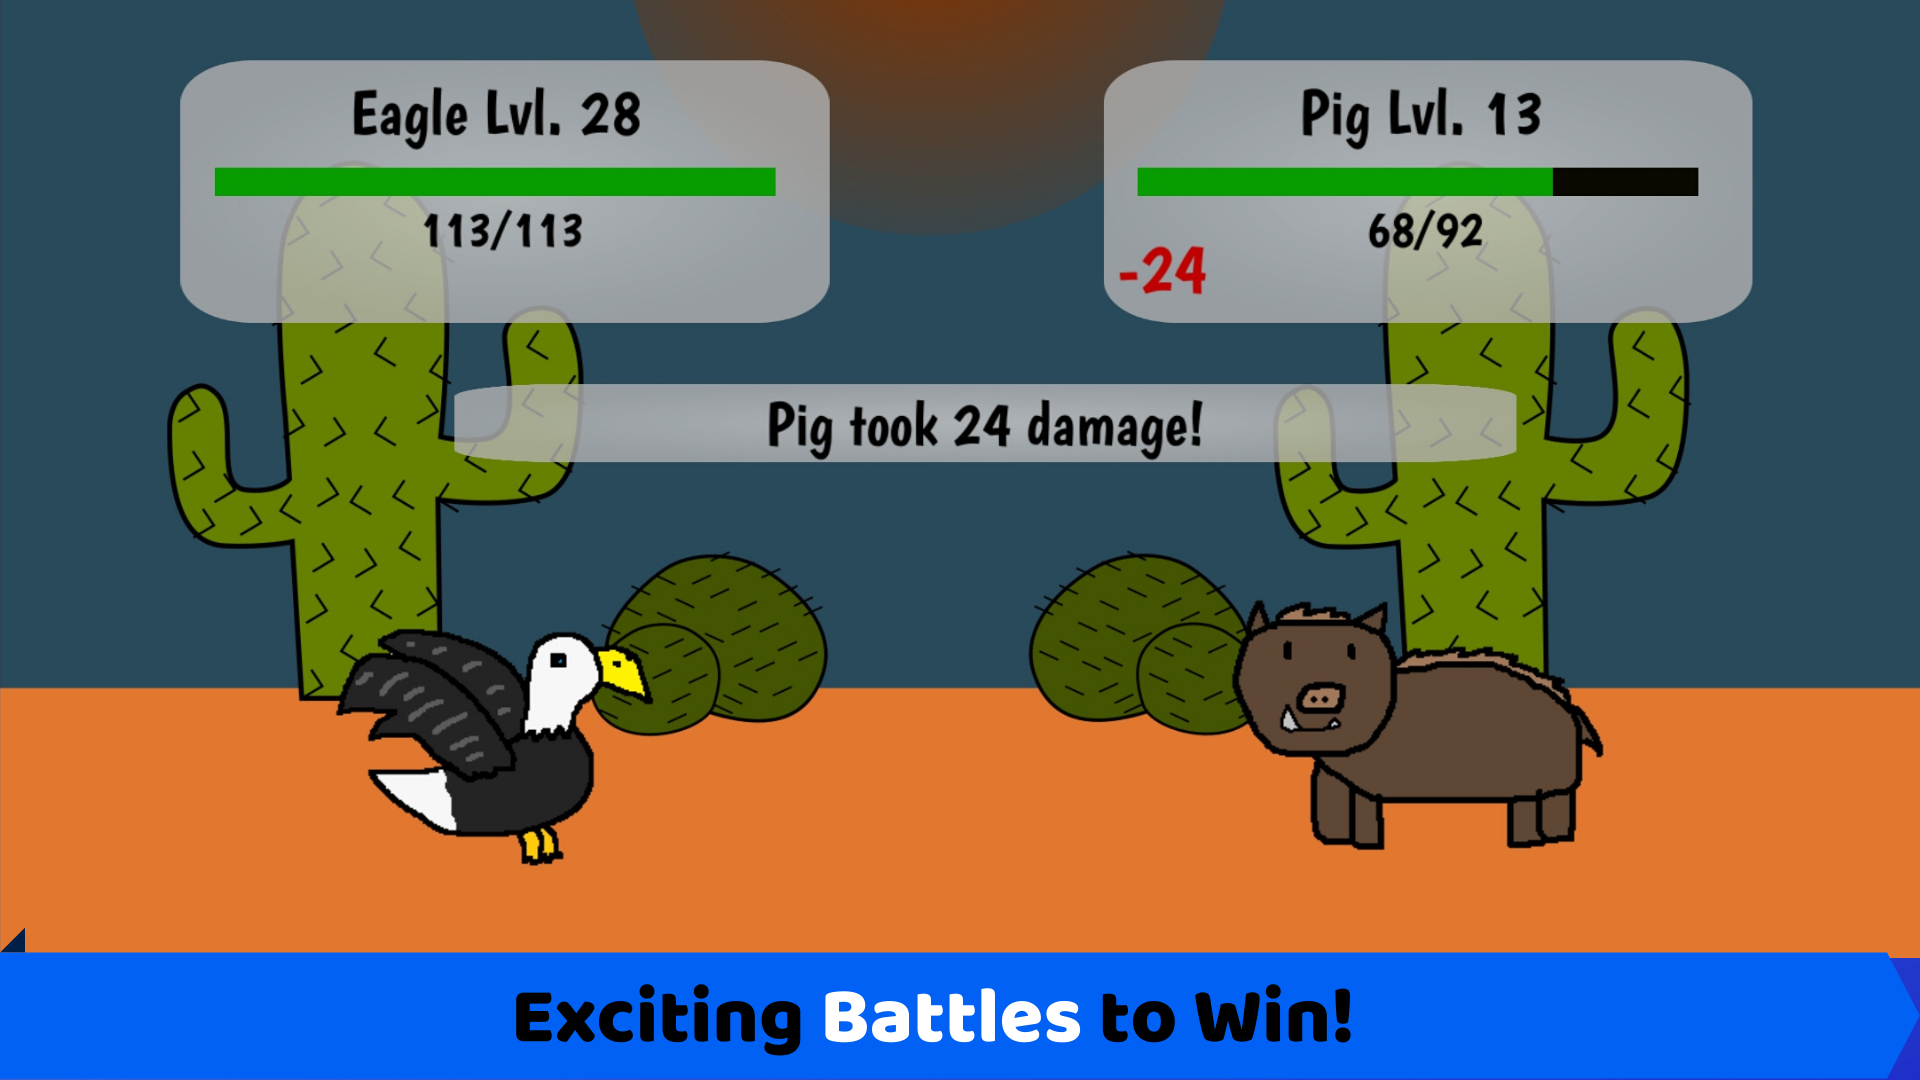 Eagle Lvl. 28
113/113
Pig Lvl. 13
68/92
-24
Pig took 24 damage!
Exciting Battles to Win!